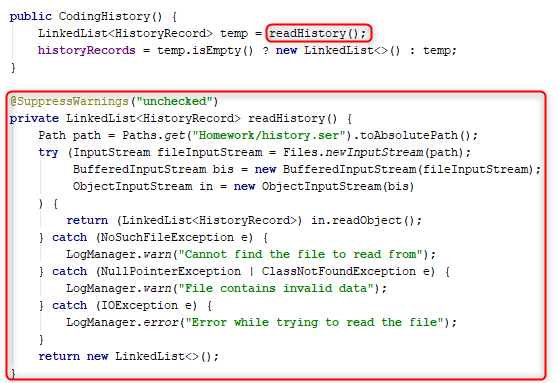 public CodingHistory() {
    LinkedList<HistoryRecord> temp = readHistory();
    historyRecords = temp.isEmpty() ? new LinkedList<>() : temp;
}
@SuppressWarnings("unchecked")
private LinkedList<HistoryRecord> readHistory() {
    Path path = Paths.get("Homework/history.ser").toAbsolutePath();
    try (InputStream fileInputStream = Files.newInputStream(path);
         BufferedInputStream bis = new BufferedInputStream(fileInputStream);
         ObjectInputStream in = new ObjectInputStream(bis)
    ) {
        return (LinkedList<HistoryRecord>) in.readObject();
    } catch (NoSuchFileException e) {
        LogManager.warn("Cannot find the file to read from");
    } catch (NullPointerException | ClassNotFoundException e) {
        LogManager.warn("File contains invalid data");
    } catch (IOException e) {
        LogManager.error("Error while trying to read the file");
    }
    return new LinkedList<>();
}